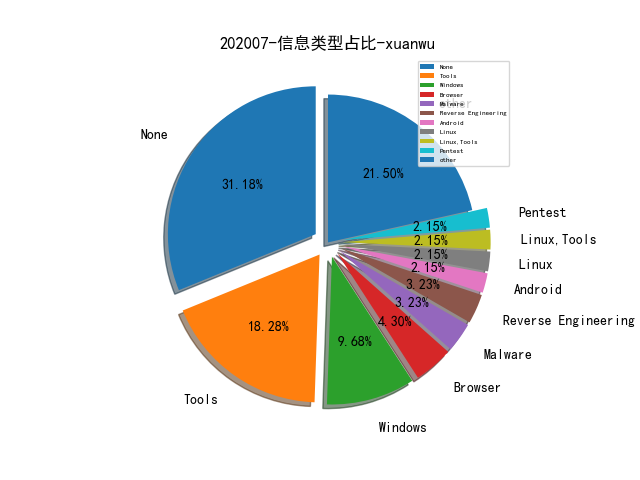 202007-信息类型占比-xuanwu
None
Tools
Windows
Browser
Malware
Reverse Engineering
Android
Linux
Linux,Tools
Pentest
other
other
None
31.18%
21.50%
Pentest
2.15%
Linux,Tools
2.15%
Linux
2.15%
Android
2.15%
Reverse Engineering
3.23%
Malware
3.23%
Browser
4.30%
Windows
9.68%
Tools
18.28%